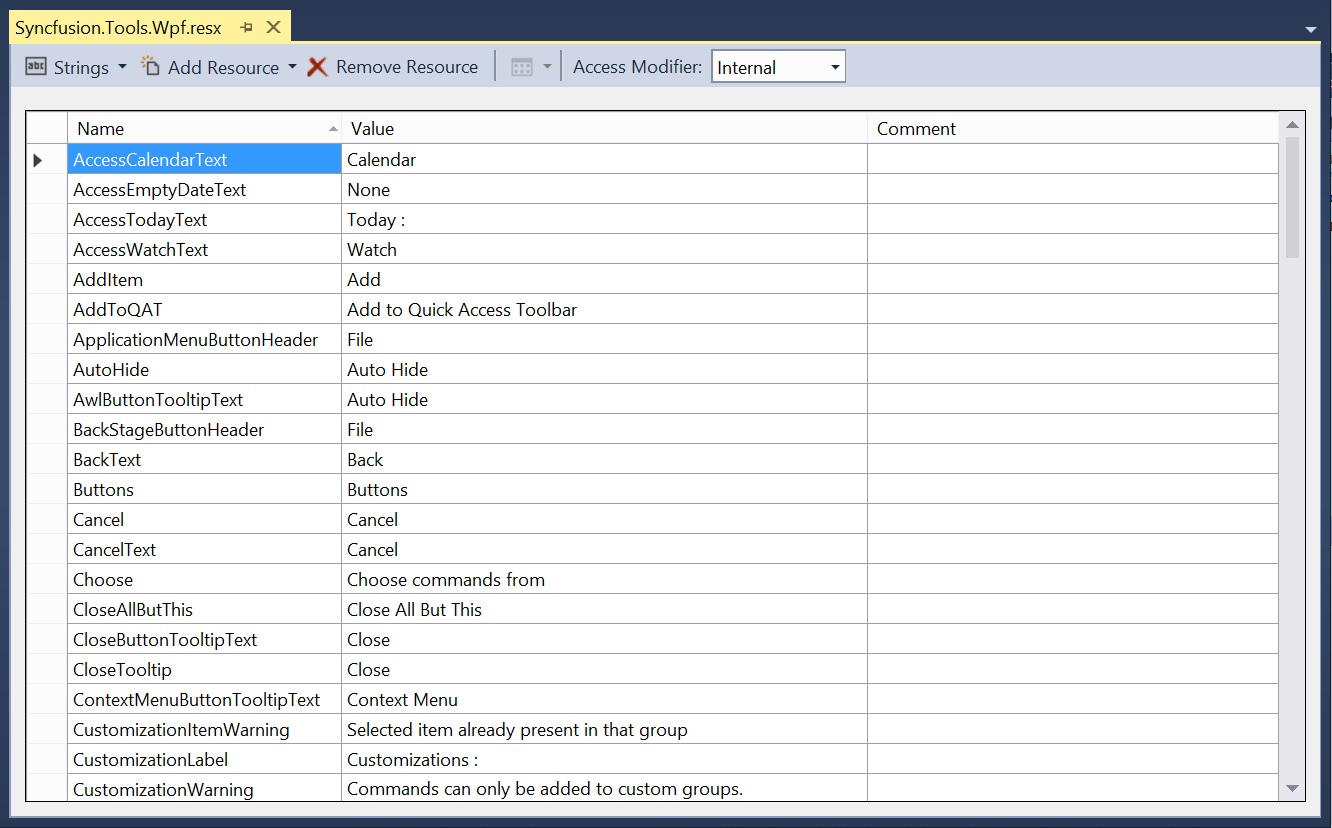 Syncfusion.Tools.Wpf.resx
abc Strings Add Resource Remove Resource Access Modifier: Internal
Name Value Comment
AccessCalendarText Calendar
AccessEmptyDateText None
AccessTodayText Today :
AccessWatchText Watch
AddItem Add
AddToQAT Add to Quick Access Toolbar
ApplicationMenuButtonHeader File
AutoHide Auto Hide
AwlButtonTooltipText Auto Hide
BackStageButtonHeader File
BackText Back
Buttons Buttons
Cancel Cancel
CancelText Cancel
Choose Choose commands from
CloseAllButThis Close All But This
CloseButtonTooltipText Close
CloseTooltip Close
ContextMenuButtonTooltipText Context Menu
CustomizationItemWarning Selected item already present in that group
CustomizationLabel Customizations :
CustomizationWarning Commands can only be added to custom groups.